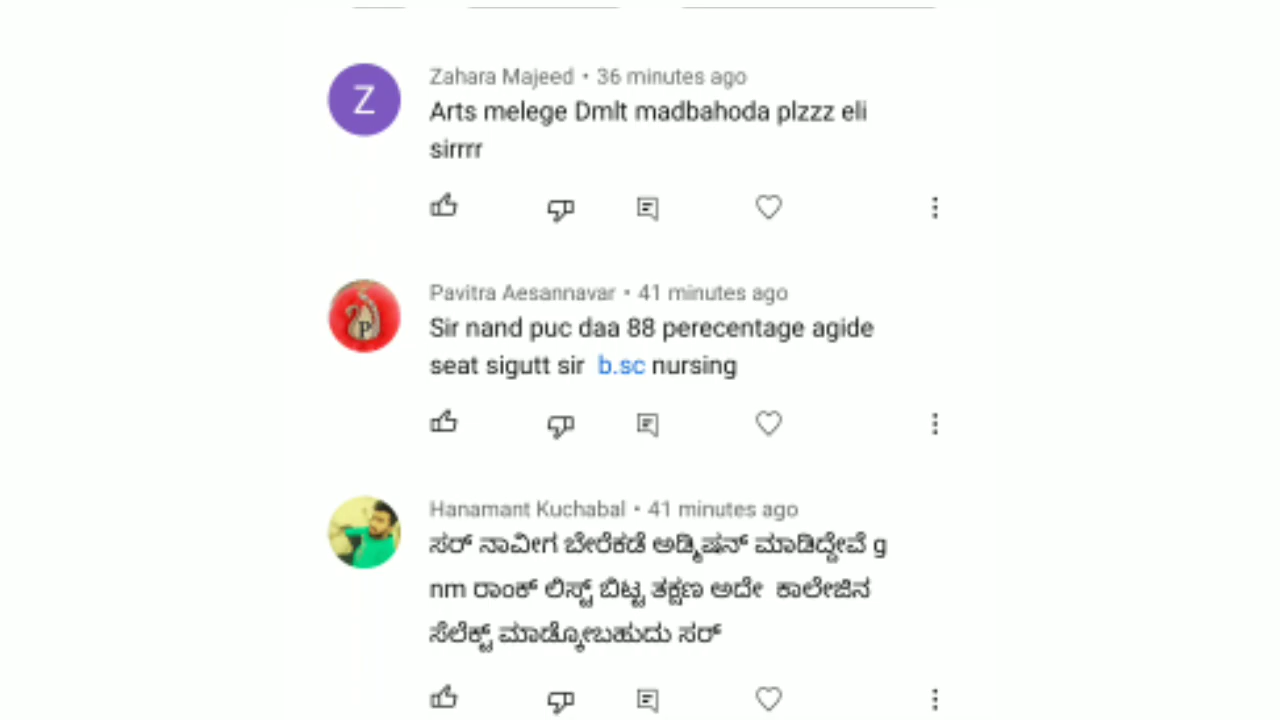 Z
Zahara Majeed • 36 minutes ago
Arts melege Dmlt madbahoda plzzz eli
sirrrr
P
Pavitra Aesannavar • 41 minutes ago
Sir nand puc daa 88 perecentage agide
seat sigutt sir b.sc nursing
Hanamant Kuchabal • 41 minutes ago
ಸರ್ ನಾವೀಗ ಬೇರೆಕಡೆ ಅಡ್ಮಿಷನ್ ಮಾಡಿದ್ದೇವೆ g
nm ರಾಂಕ್ ಲಿಸ್ಟ್ ಬಿಟ್ಟ ತಕ್ಷಣ ಅದೇ ಕಾಲೇಜಿನ
ಸೆಲೆಕ್ಟ್ ಮಾಡ್ಕೋಬಹುದು ಸರ್